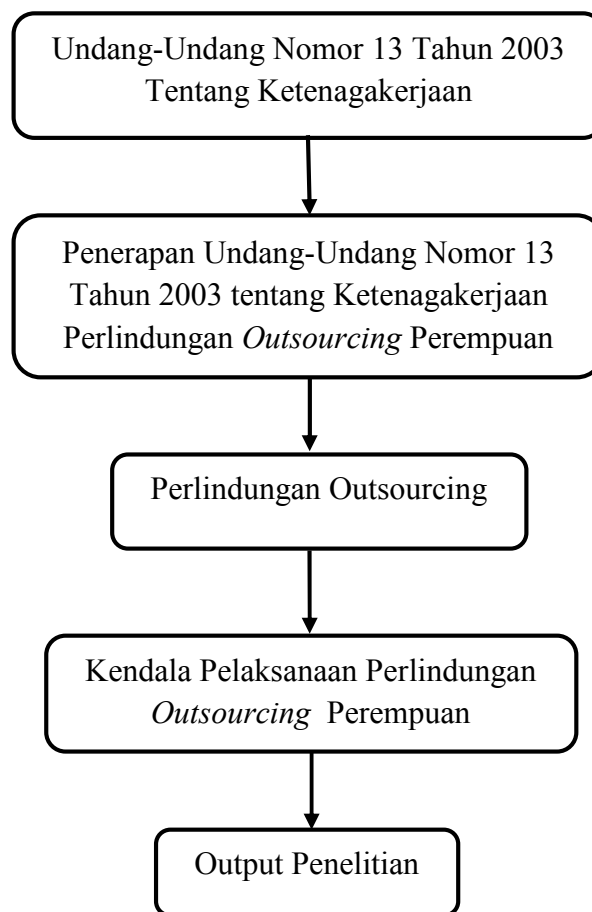 Undang-Undang Nomor 13 Tahun 2003
Tentang Ketenagakerjaan
Penerapan Undang-Undang Nomor 13
Tahun 2003 tentang Ketenagakerjaan
Perlindungan Outsourcing Perempuan
Perlindungan Outsourcing
Kendala Pelaksanaan Perlindungan
Outsourcing Perempuan
Output Penelitian